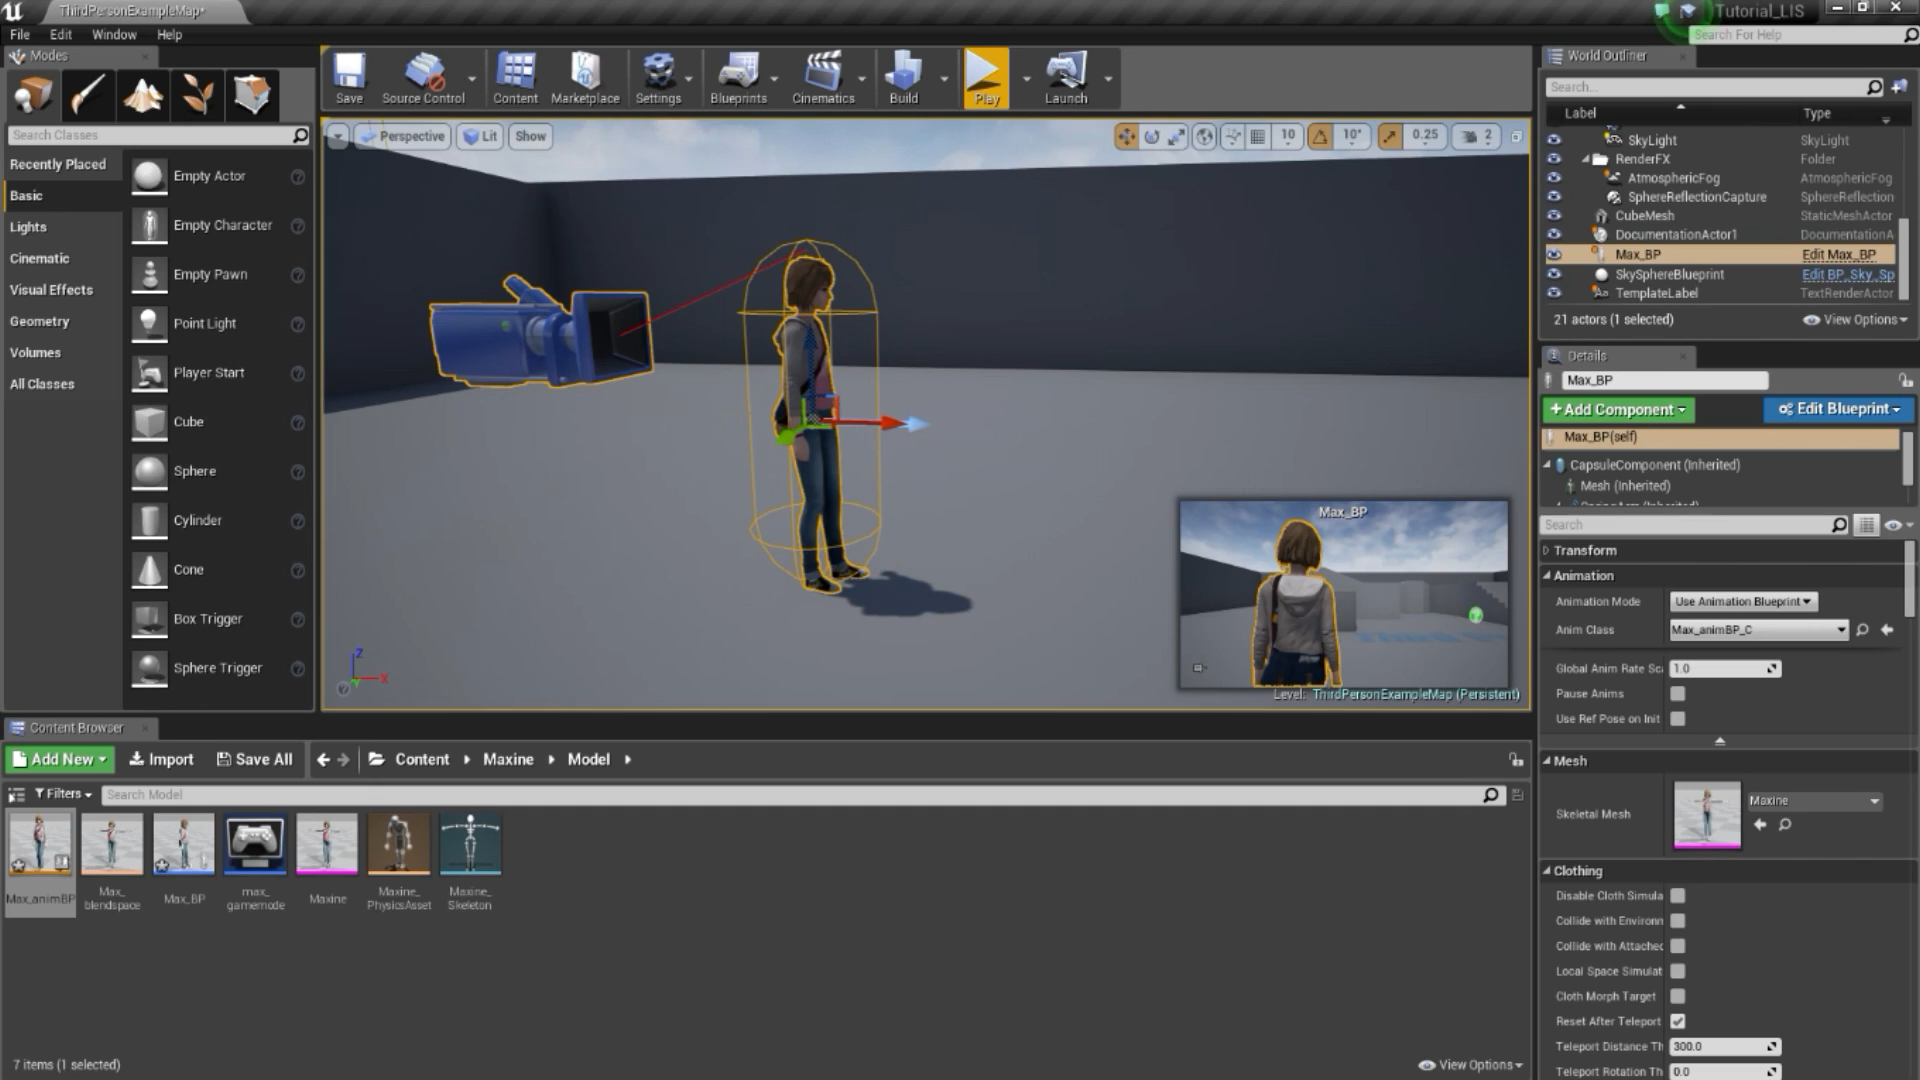 ThirdPersonExampleMap*
Tutorial_LIS
File Edit Window Help
Search For Help
Modes
Save
Source Control
Content
Marketplace
Settings
Blueprints
Cinematics
Build
Play
Launch
Search Classes
Recently Placed
Basic
Lights
Cinematic
Visual Effects
Geometry
Volumes
All Classes
Empty Actor
Empty Character
Empty Pawn
Point Light
Player Start
Cube
Sphere
Cylinder
Cone
Box Trigger
Sphere Trigger
Perspective
Lit
Show
10
10°
0.25
2
Max_BP
Z
X
Level: ThirdPersonExampleMap (Persistent)
World Outliner
Search...
Label Type
SkyLight SkyLight
RenderFX Folder
AtmosphericFog AtmosphericFog
SphereReflectionCapture SphereReflection
CubeMesh StaticMeshActor
DocumentationActor1 DocumentationA
Max_BP Edit Max_BP
SkySphereBlueprint Edit BP_Sky_Sp
TemplateLabel TextRenderActor
21 actors (1 selected)
View Options
Details
Max_BP
+Add Component
Edit Blueprint
Max_BP(self)
CapsuleComponent (Inherited)
Mesh (Inherited)
Search
Transform
Animation
Animation Mode Use Animation Blueprint
Anim Class Max_animBP_C
Global Anim Rate Sc 1.0
Pause Anims
Use Ref Pose on Init
Mesh
Skeletal Mesh
Maxine
Clothing
Disable Cloth Simula
Collide with Environm
Collide with Attached
Local Space Simulat
Cloth Morph Target
Reset After Teleport
Teleport Distance Th 300.0
Teleport Rotation Th 0.0
Content Browser
Add New
Import
Save All
Content
Maxine
Model
Filters
Search Model
Max_animBP
Max_
blendspace
Max_BP
max_
gamemode
Maxine
Maxine_
PhysicsAsset
Maxine_
Skeleton
7 items (1 selected)
View Options